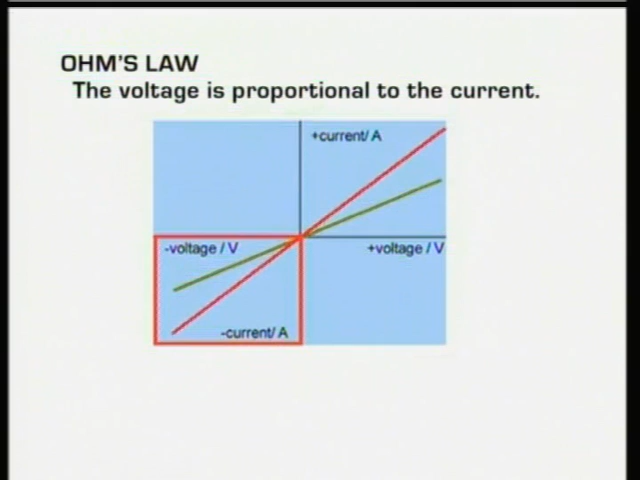 OHM'S LAW
The voltage is proportional to the current.
+current/ A
-voltage / V
+voltage / V
-current/ A